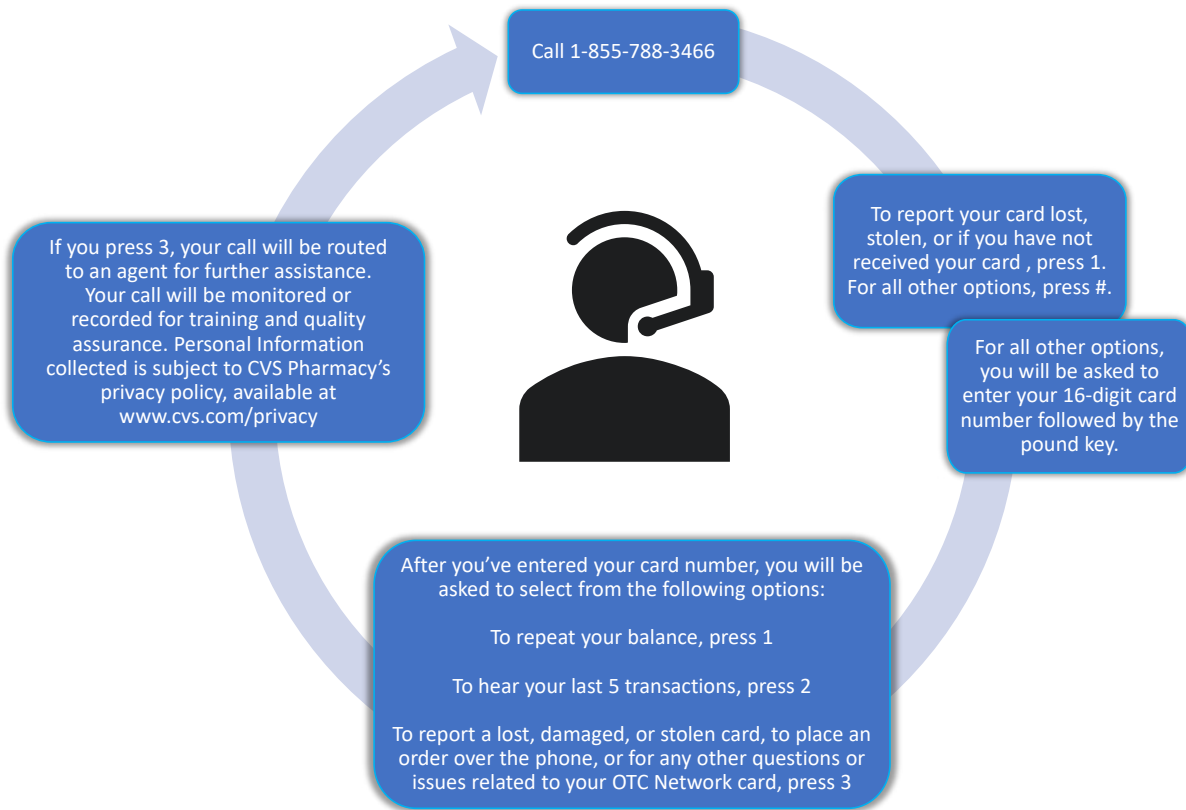 Call 1-855-788-3466
To report your card lost,
stolen, or if you have not
received your card , press 1.
For all other options, press #.
For all other options,
you will be asked to
enter your 16-digit card
number followed by the
pound key.
After you’ve entered your card number, you will be
asked to select from the following options:
To repeat your balance, press 1
To hear your last 5 transactions, press 2
To report a lost, damaged, or stolen card, to place an
order over the phone, or for any other questions or
issues related to your OTC Network card, press 3
If you press 3, your call will be routed
to an agent for further assistance.
Your call will be monitored or
recorded for training and quality
assurance. Personal Information
collected is subject to CVS Pharmacy’s
privacy policy, available at
www.cvs.com/privacy